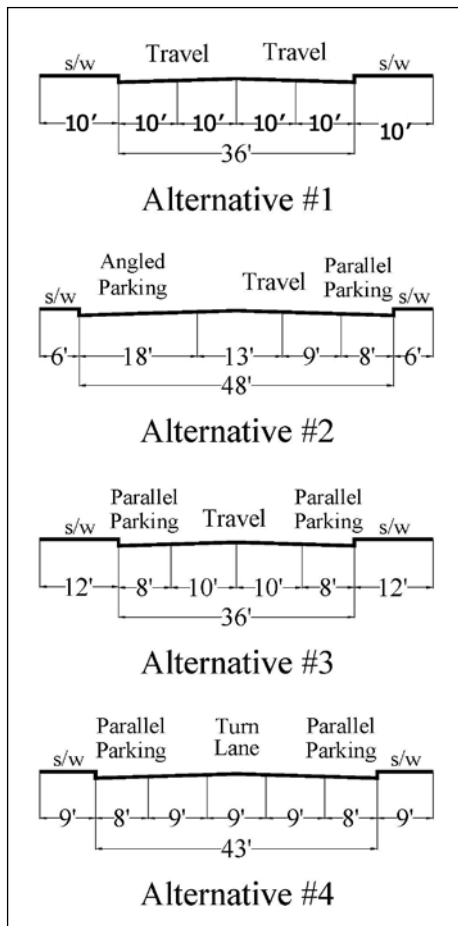 Travel Travel
s/w s/w
10' 10' 10' 10' 10' 10'
36'
Alternative #1
Angled Parking Travel Parallel Parking
s/w s/w
6' 18' 13' 9' 8' 6'
48'
Alternative #2
Parallel Parking Travel Parallel Parking
s/w s/w
12' 8' 10' 10' 8' 12'
36'
Alternative #3
Parallel Parking Turn Lane Parallel Parking
s/w s/w
9' 8' 9' 9' 9' 8' 9'
43'
Alternative #4